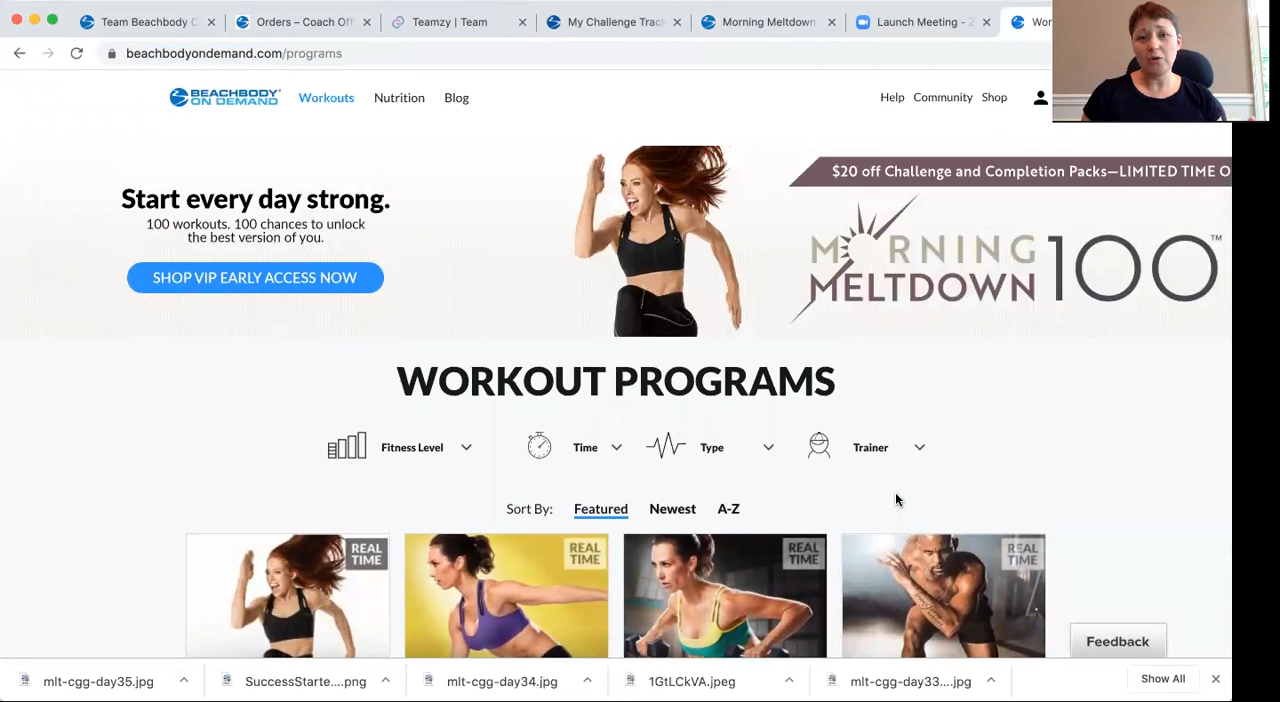 Team Beachbody C
Orders – Coach Off
Teamzy | Team
My Challenge Track
Morning Meltdown
Launch Meeting - Z
Wor
beachbodyondemand.com/programs
BEACHBODY
ON DEMAND
Workouts
Nutrition
Blog
Help
Community
Shop
Start every day strong.
100 workouts. 100 chances to unlock
the best version of you.
SHOP VIP EARLY ACCESS NOW
$20 off Challenge and Completion Packs—LIMITED TIME O
MORNING
MELTDOWN
100™
WORKOUT PROGRAMS
Fitness Level
Time
Type
Trainer
Sort By:
Featured
Newest
A-Z
REAL
TIME
REAL
TIME
REAL
TIME
REAL
TIME
Feedback
mlt-cgg-day35.jpg
SuccessStarte....png
mlt-cgg-day34.jpg
1GtLCkVA.jpeg
mlt-cgg-day33....jpg
Show All